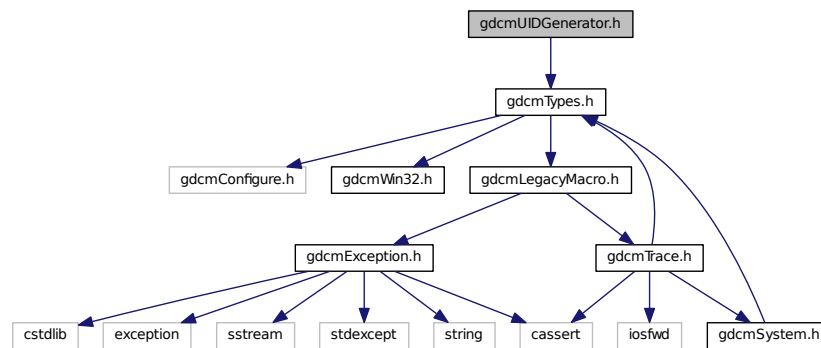 gdcmUIDGenerator.h
gdcmTypes.h
gdcmConfigure.h
gdcmWin32.h
gdcmLegacyMacro.h
gdcmException.h
gdcmTrace.h
cstdlib
exception
sstream
stdexcept
string
cassert
iosfwd
gdcmSystem.h